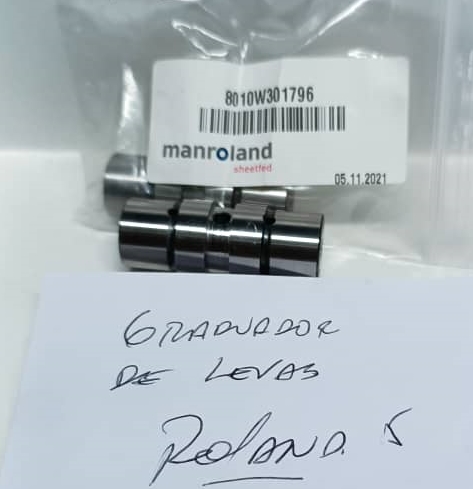 8010W301796
manroland
sheetfed
05.11.2021
GRADUADOR
DE LEVAS
ROLAND. 5